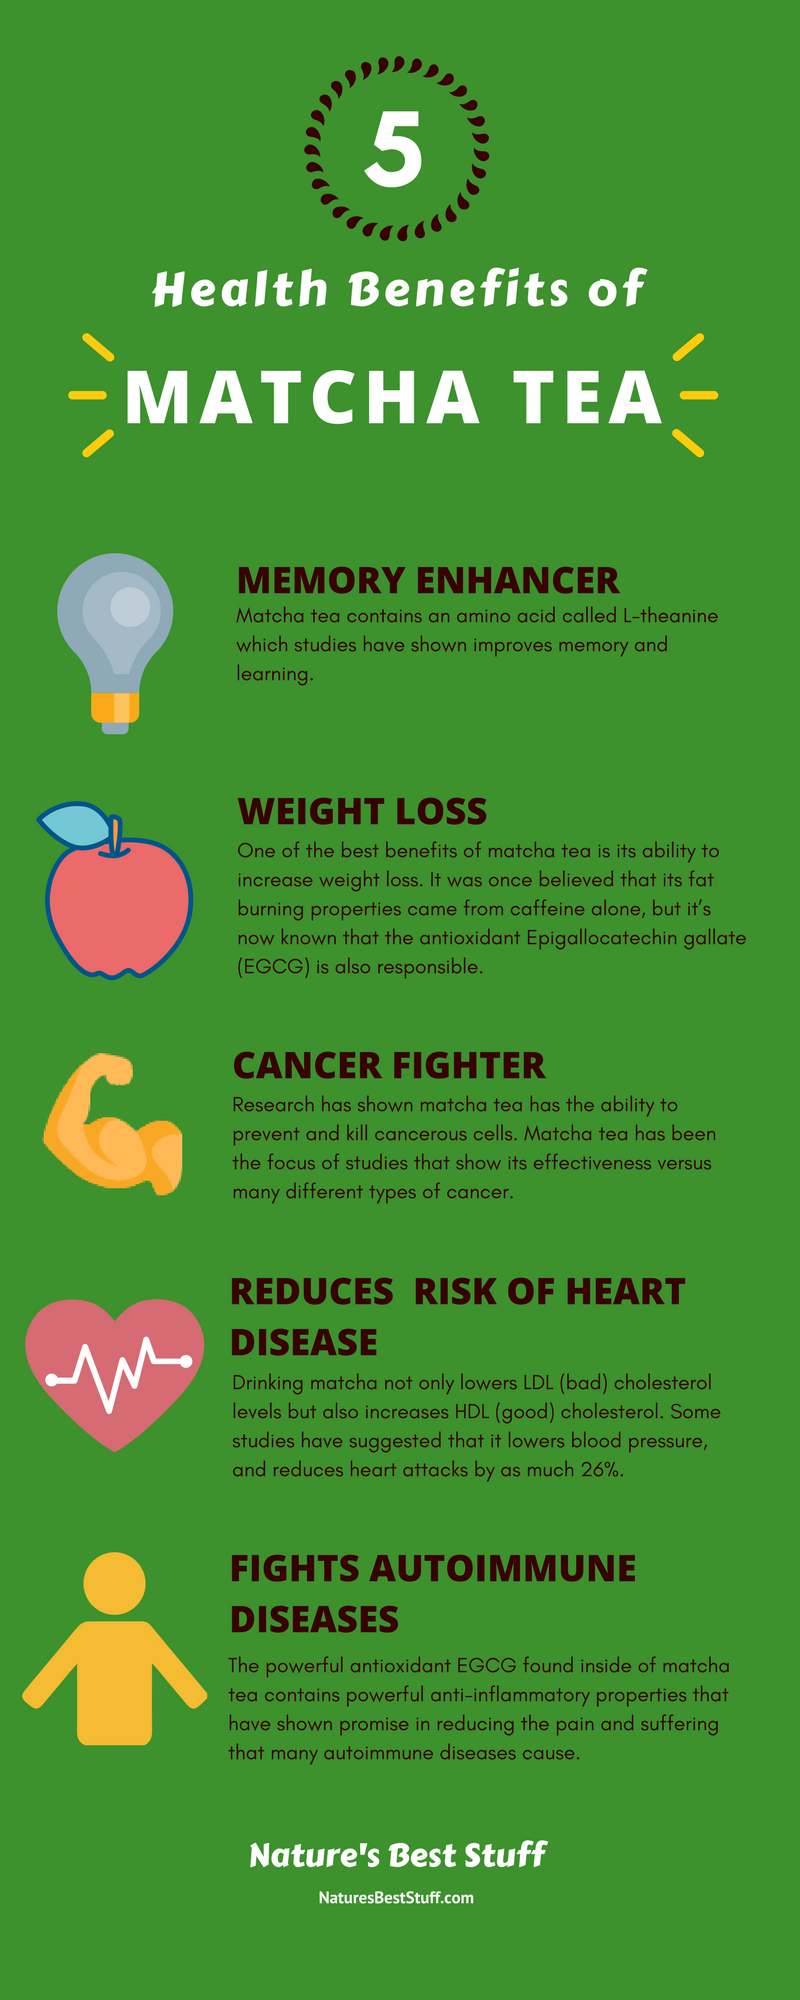 5
Health Benefits of
MATCHA TEA
MEMORY ENHANCER
Matcha tea contains an amino acid called L-theanine
which studies have shown improves memory and
learning.
WEIGHT LOSS
One of the best benefits of matcha tea is its ability to
increase weight loss. It was once believed that its fat
burning properties came from caffeine alone, but it's
now known that the antioxidant Epigallocatechin gallate
(EGCG) is also responsible.
CANCER FIGHTER
Research has shown matcha tea has the ability to
prevent and kill cancerous cells. Matcha tea has been
the focus of studies that show its effectiveness versus
many different types of cancer.
REDUCES RISK OF HEART
DISEASE
Drinking matcha not only lowers LDL (bad) cholesterol
levels but also increases HDL (good) cholesterol. Some
studies have suggested that it lowers blood pressure,
and reduces heart attacks by as much 26%.
FIGHTS AUTOIMMUNE
DISEASES
The powerful antioxidant EGCG found inside of matcha
tea contains powerful anti-inflammatory properties that
have shown promise in reducing the pain and suffering
that many autoimmune diseases cause.
Nature's Best Stuff
NaturesBestStuff.com